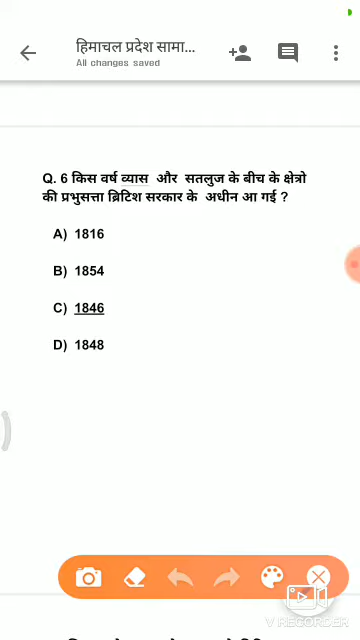 हिमाचल प्रदेश सामा...
All changes saved
Q. 6 किस वर्ष व्यास और सतलुज के बीच के क्षेत्रो
की प्रभुसत्ता ब्रिटिश सरकार के अधीन आ गई ?
A) 1816
B) 1854
C) 1846
D) 1848
V RECORDER